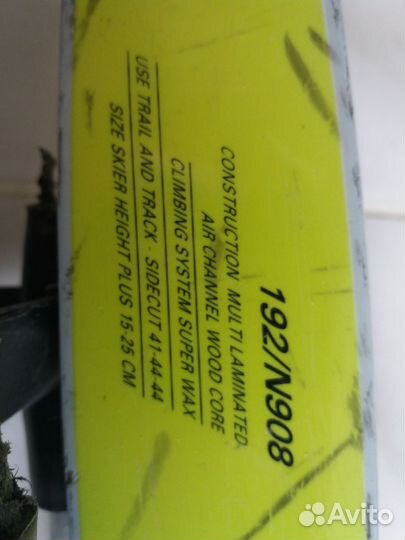 192/N908
CONSTRUCTION MULTI LAMINATED
AIR CHANNEL WOOD CORE
CLIMBING SYSTEM SUPER WAX
USE TRAIL AND TRACK · SIDECUT 41-44-44
SIZE SKIER HEIGHT PLUS 15-25 CM
Avito